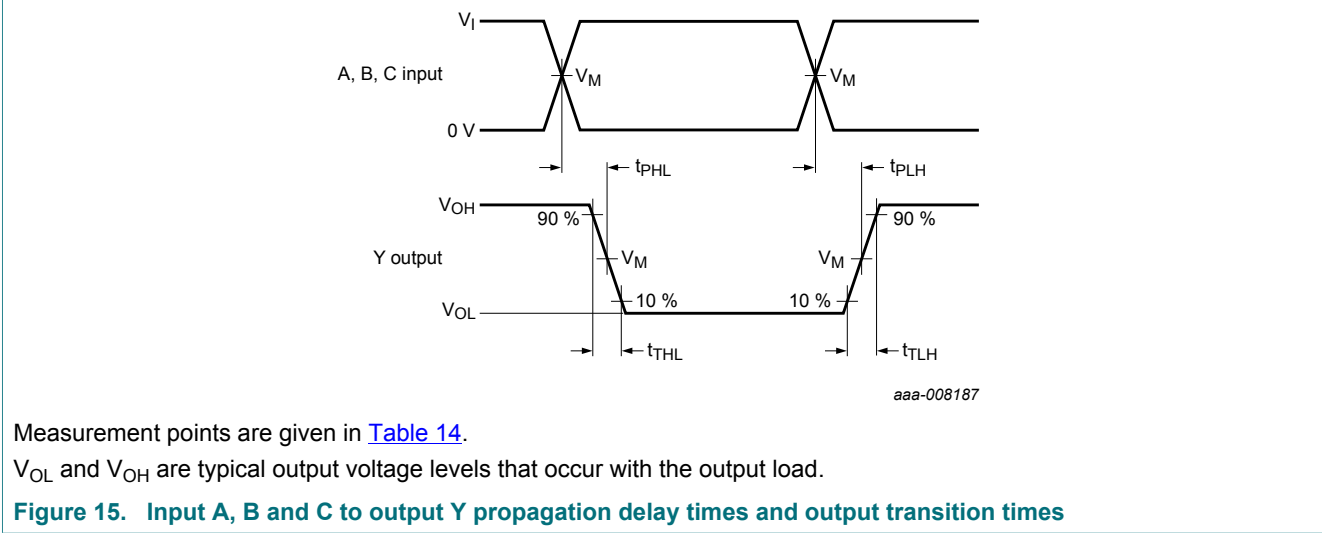 V_I
A, B, C input
V_M
V_M
0 V
t_PHL
t_PLH
V_OH
90 %
90 %
Y output
V_M
V_M
10 %
10 %
V_OL
t_THL
t_TLH
aaa-008187
Measurement points are given in Table 14.
V_OL and V_OH are typical output voltage levels that occur with the output load.
Figure 15. Input A, B and C to output Y propagation delay times and output transition times